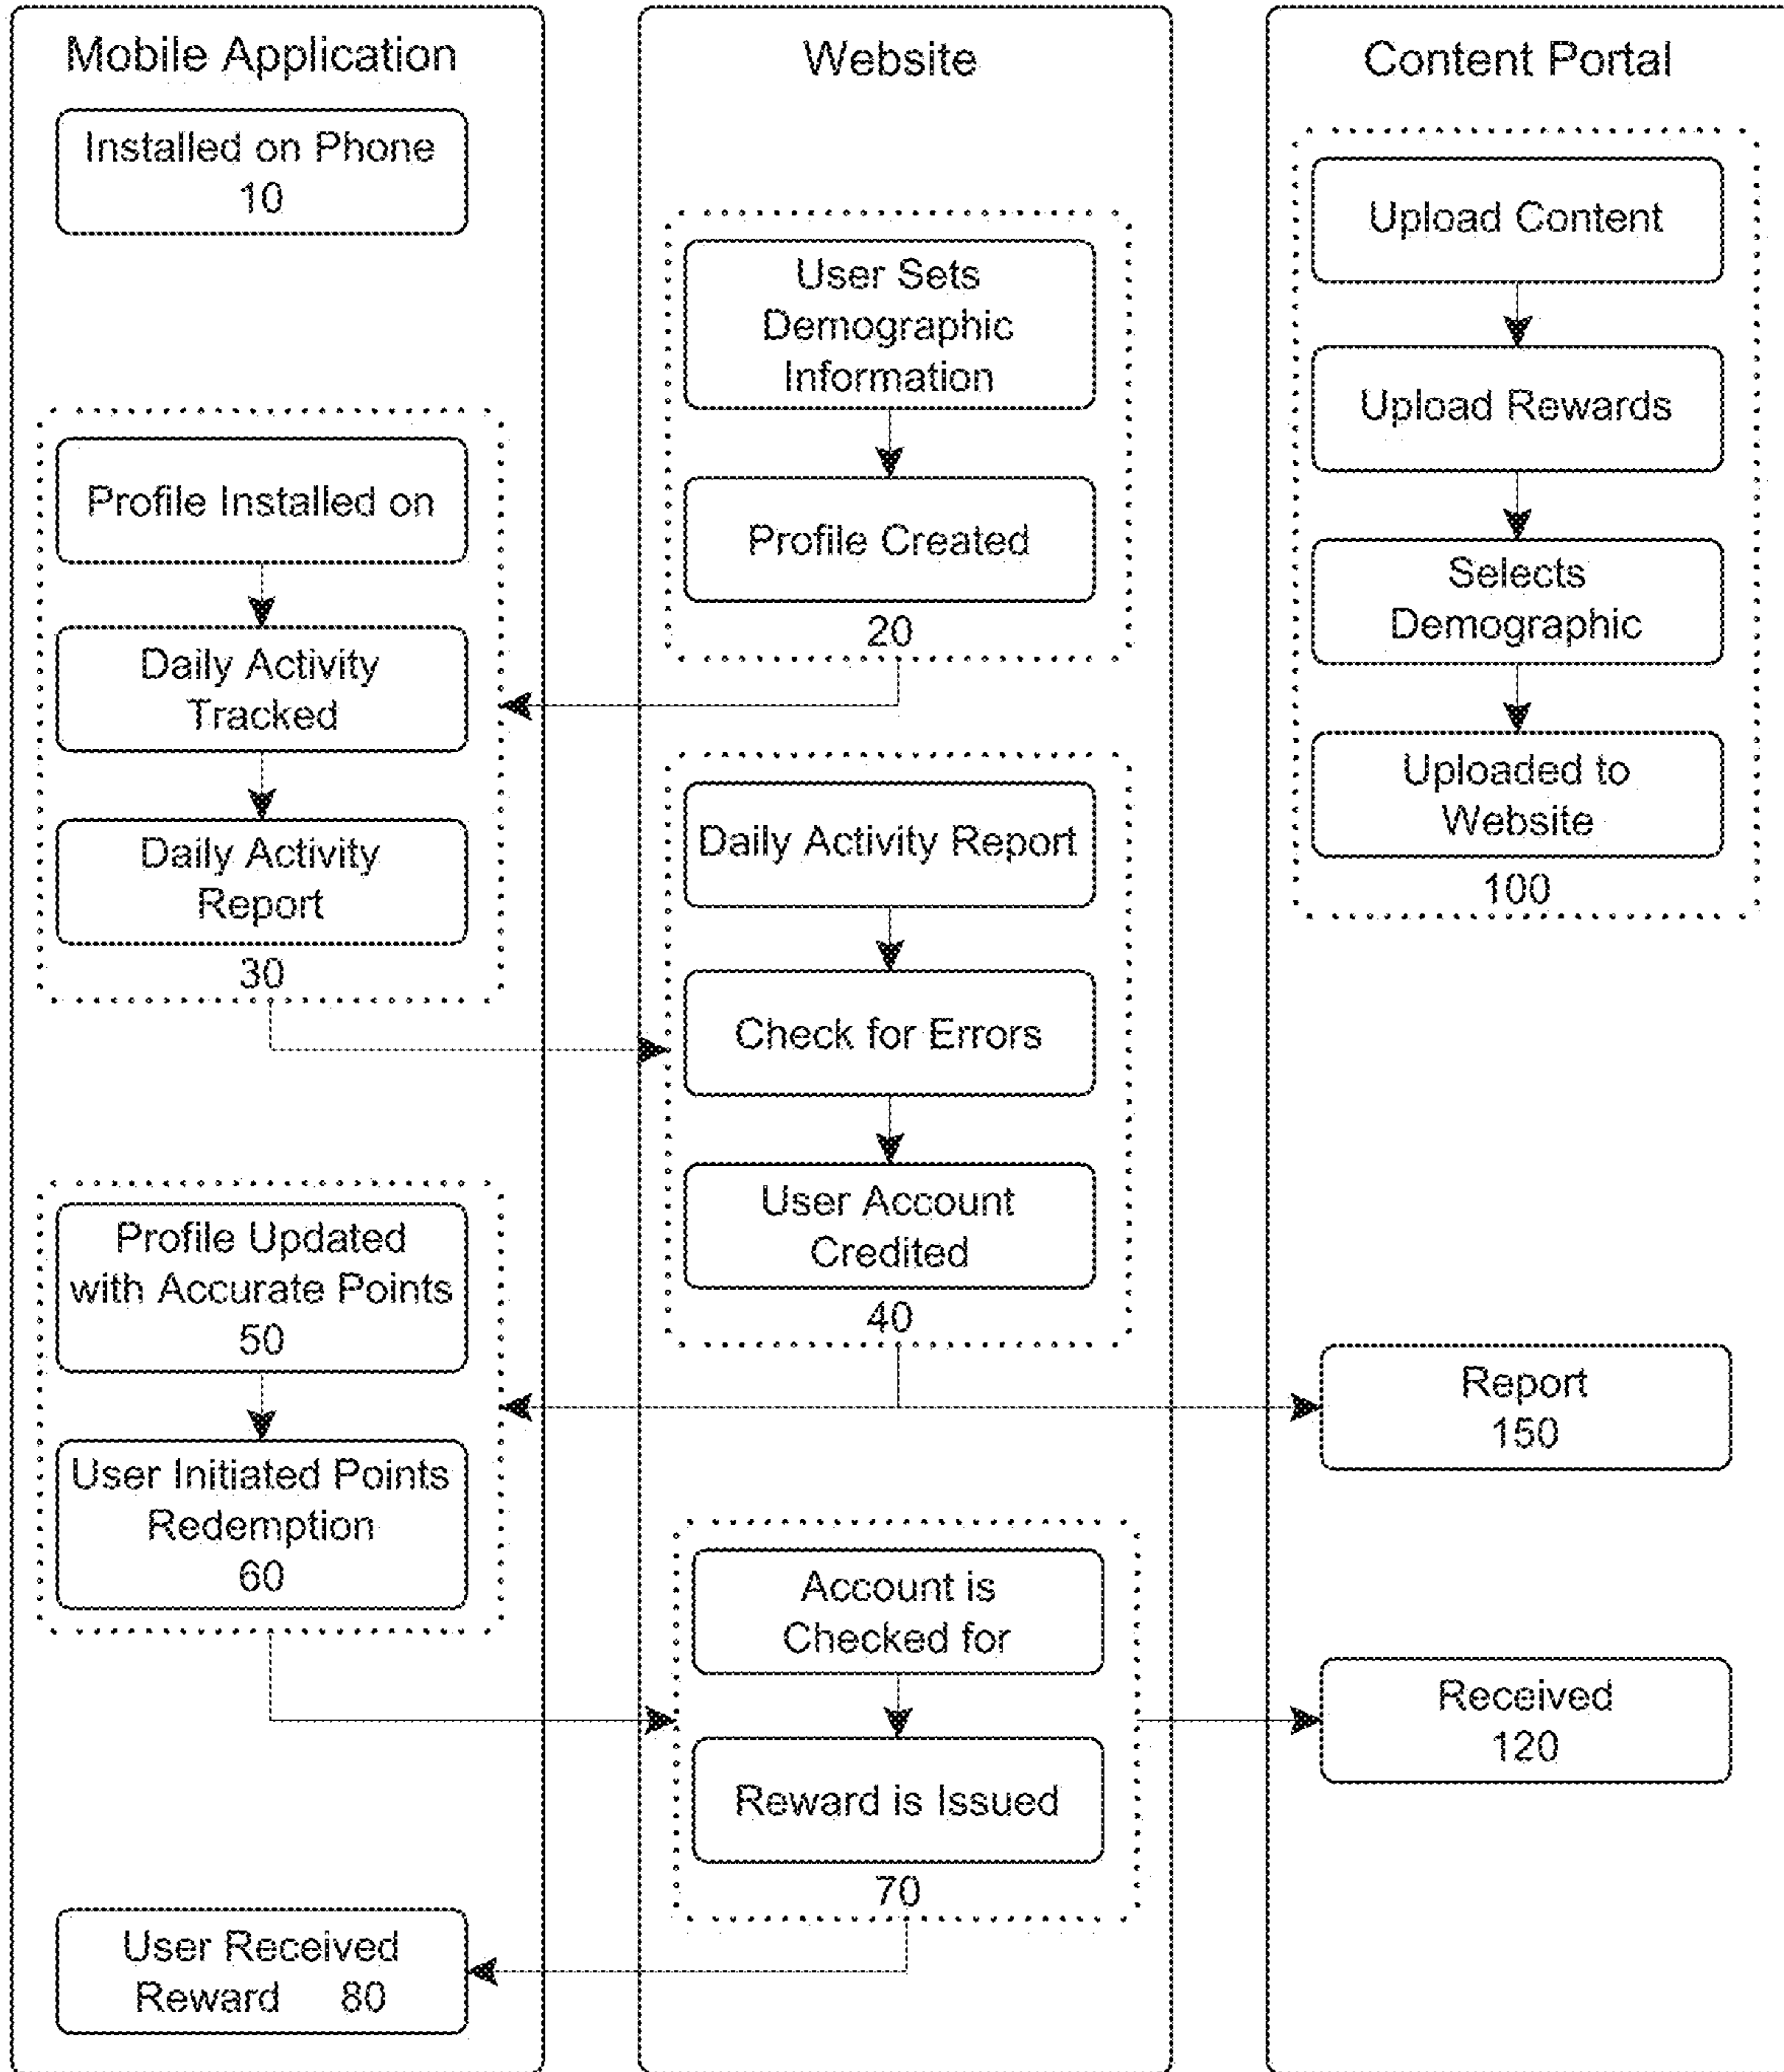 Mobile Application
Installed on Phone
10
Profile Installed on
Daily Activity
Tracked
Daily Activity
Report
30
Profile Updated
with Accurate Points
50
User Initiated Points
Redemption
60
User Received
Reward 80
Website
User Sets
Demographic
Information
Profile Created
20
Daily Activity Report
Check for Errors
User Account
Credited
40
Account is
Checked for
Reward is Issued
70
Content Portal
Upload Content
Upload Rewards
Selects
Demographic
Uploaded to
Website
100
Report
150
Received
120